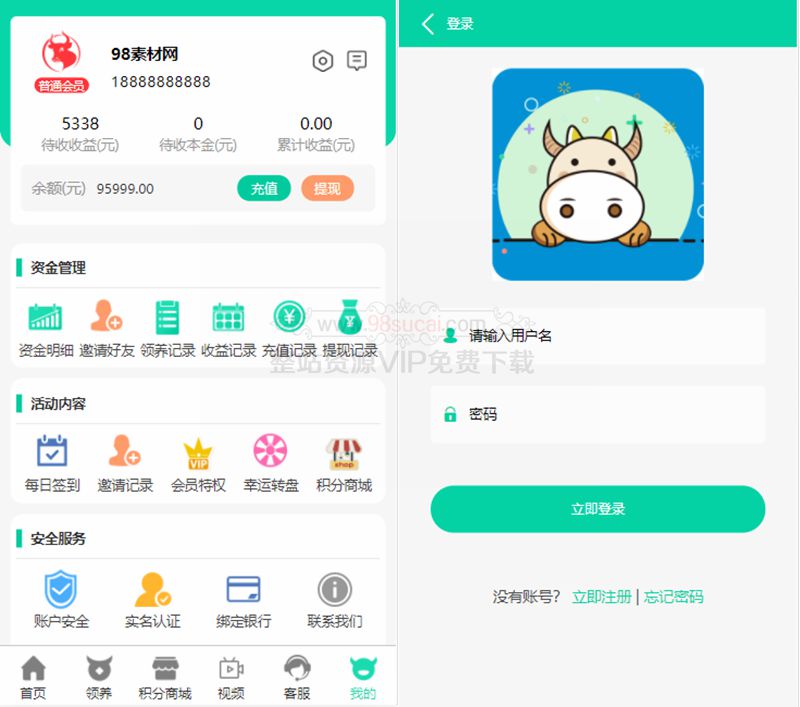 98素材网
普通会员
18888888888
5338 0 0.00
待收收益(元) 待收本金(元) 累计收益(元)
余额(元) 95999.00 充值 提现
资金管理
资金明细 邀请好友 领养记录 收益记录 充值记录 提现记录
活动内容
VIP shop
每日签到 邀请记录 会员特权 幸运转盘 积分商城
安全服务
账户安全 实名认证 绑定银行 联系我们
首页 领养 积分商城 视频 客服 我的
登录
www.98sucai.com
整站资源VIP免费下载
请输入用户名
密码
立即登录
没有账号? 立即注册 | 忘记密码